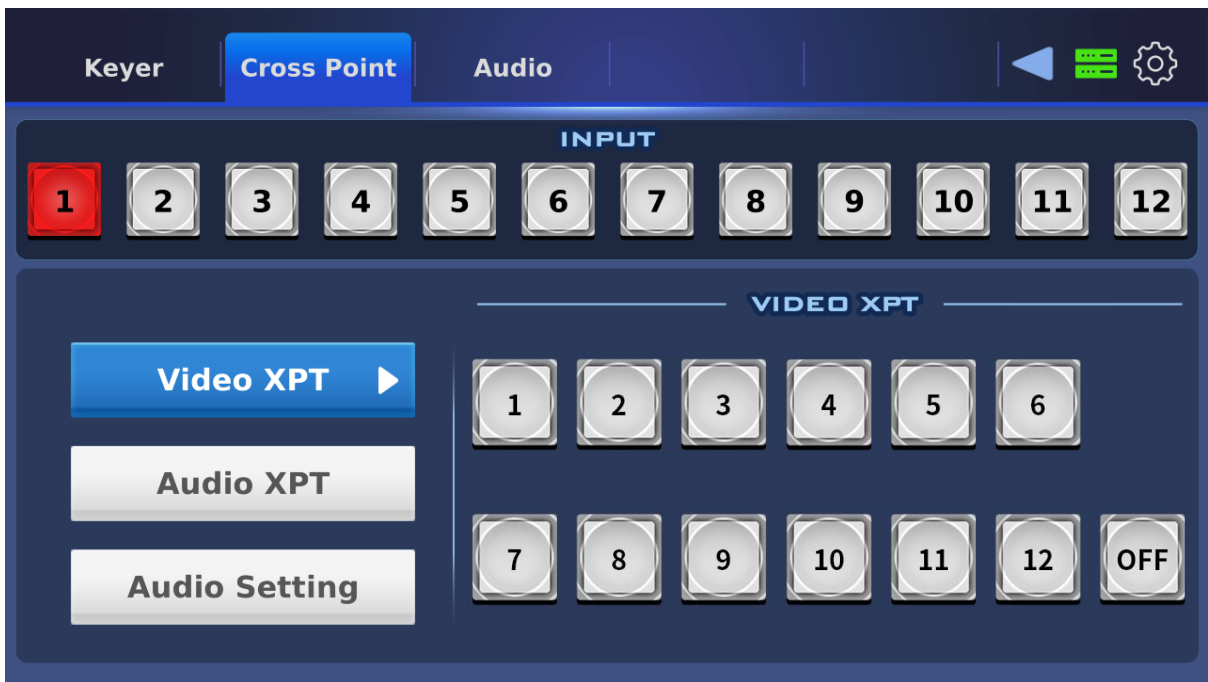 Keyer Cross Point Audio
INPUT
1 2 3 4 5 6 7 8 9 10 11 12
VIDEO XPT
Video XPT
Audio XPT
Audio Setting
1 2 3 4 5 6
7 8 9 10 11 12 OFF